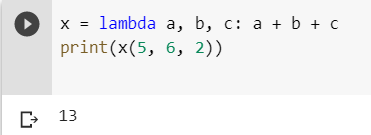 x = lambda a, b, c: a + b + c
print(x(5, 6, 2))
13